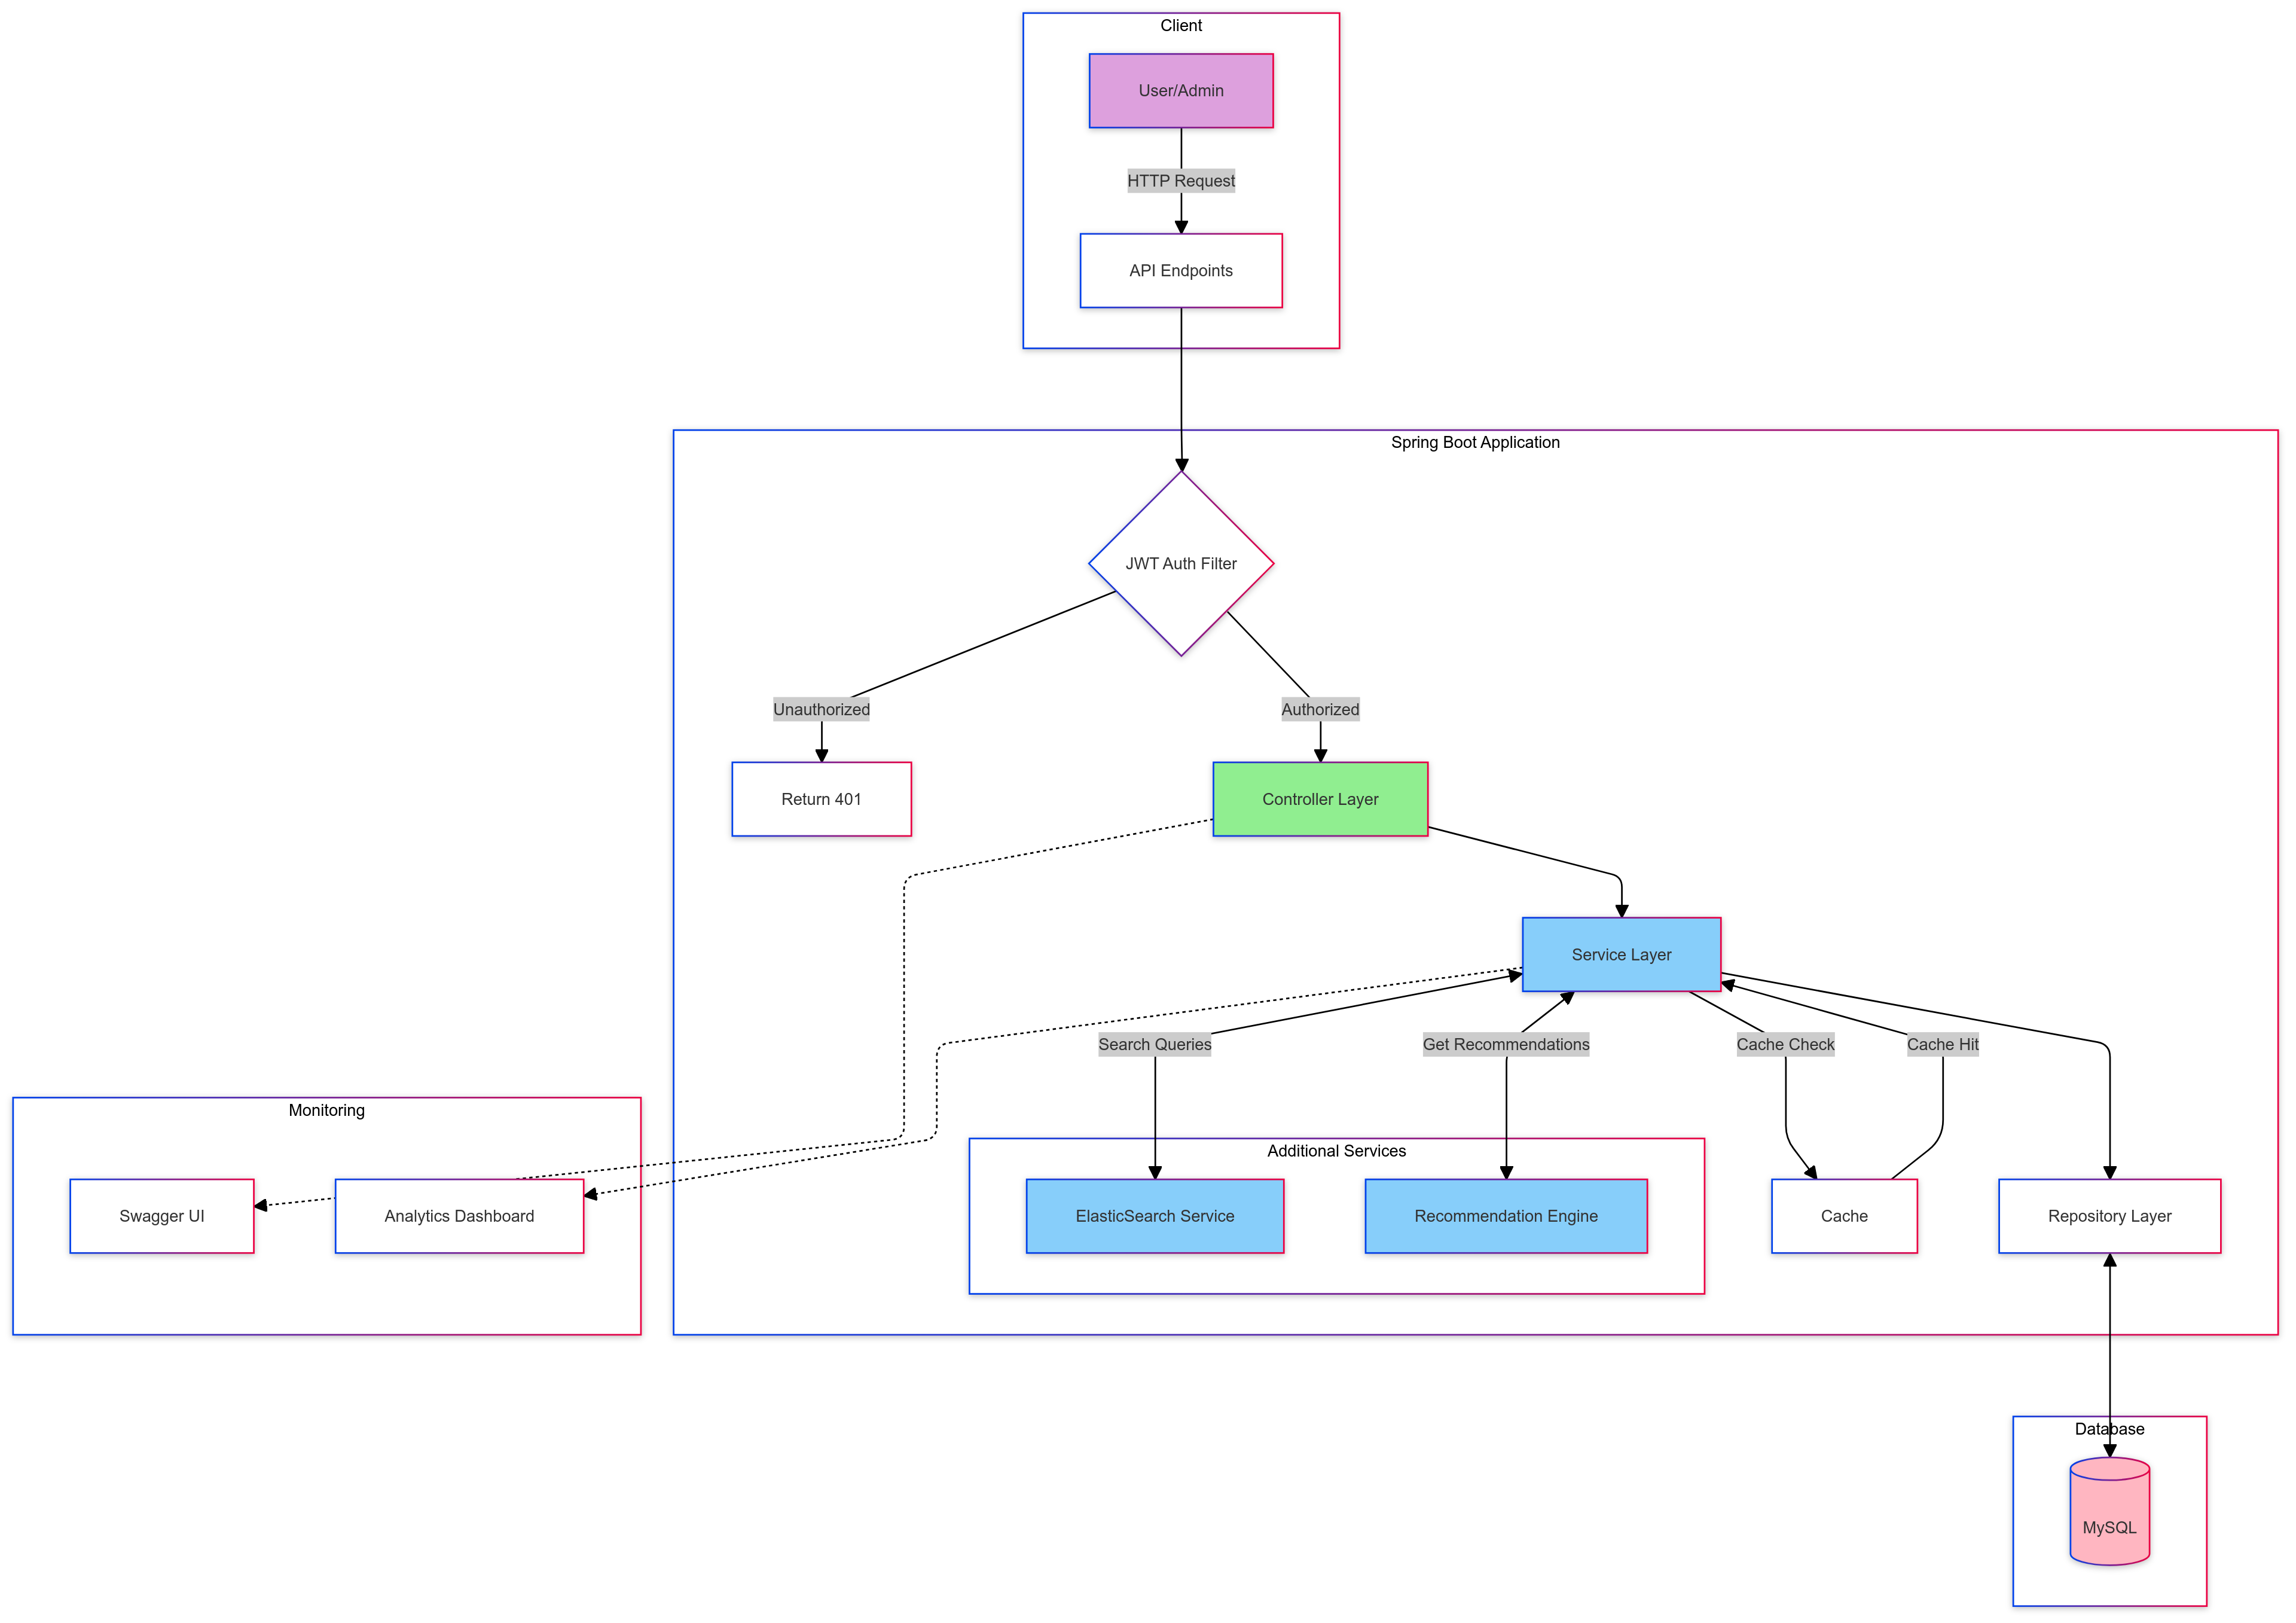 Client
User/Admin
HTTP Request
API Endpoints
Spring Boot Application
JWT Auth Filter
Unauthorized
Authorized
Return 401
Controller Layer
Service Layer
Search Queries
Get Recommendations
Cache Check
Cache Hit
Monitoring
Swagger UI
Analytics Dashboard
Additional Services
ElasticSearch Service
Recommendation Engine
Cache
Repository Layer
Database
MySQL